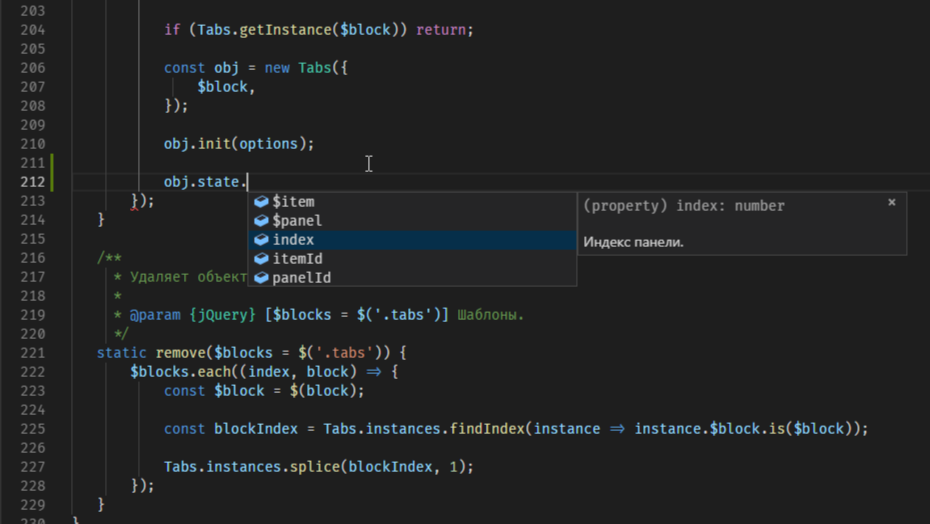 203
204 if (Tabs.getInstance($block)) return;
205
206 const obj = new Tabs({
207 $block,
208 });
209
210 obj.init(options);
211
212 obj.state.
213 });
$item
$panel
index
itemId
panelId
(property) index: number ×
Индекс панели.
214 }
215
216 /**
217 * Удаляет объект
218 *
219 * @param {jQuery} [$blocks = $('.tabs')] Шаблоны.
220 */
221 static remove($blocks = $('.tabs')) {
222 $blocks.each((index, block) ⇒ {
223 const $block = $(block);
224
225 const blockIndex = Tabs.instances.findIndex(instance ⇒ instance.$block.is($block));
226
227 Tabs.instances.splice(blockIndex, 1);
228 });
229 }
230 }